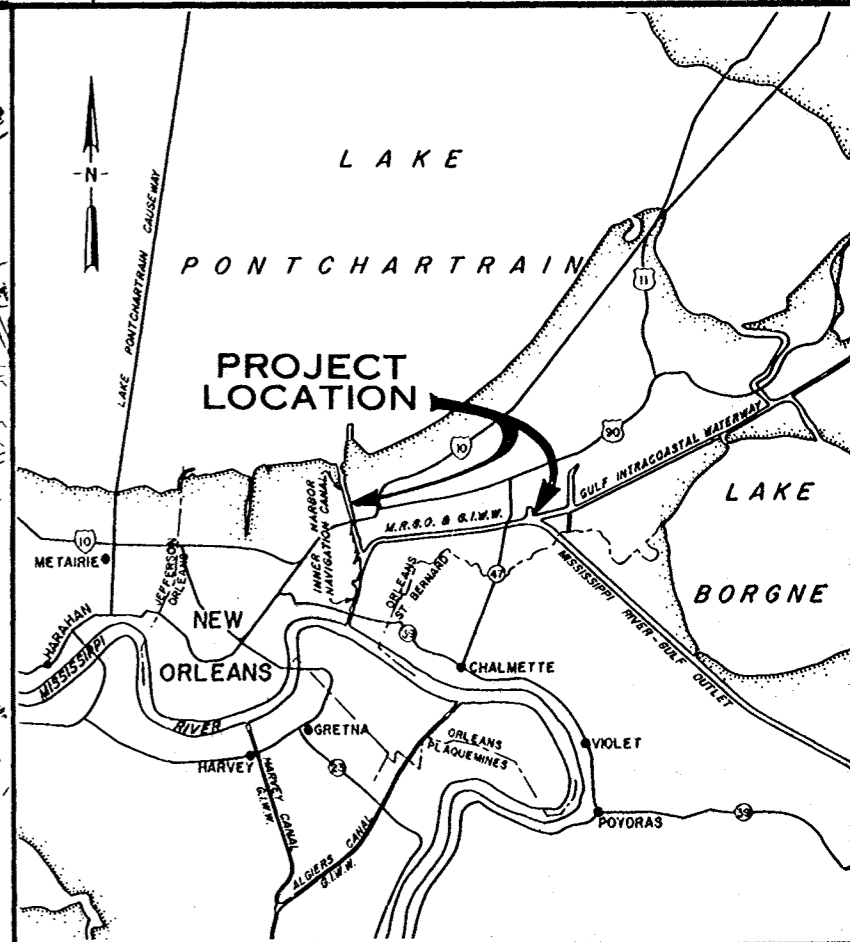 LAKE
PONTCHARTRAIN
-N-
LAKE PONTCHARTRAIN CAUSEWAY
11
PROJECT
LOCATION
10
90
GULF INTRACOASTAL WATERWAY
LAKE
BORGNE
INNER HARBOR
NAVIGATION CANAL
M.R.G.O. & G.I.W.W.
10
METAIRIE
JEFFERSON
ORLEANS
ORLEANS
ST BERNARD
47
MISSISSIPPI RIVER-GULF OUTLET
HARAHAN
NEW
ORLEANS
39
CHALMETTE
MISSISSIPPI
RIVER
GRETNA
HARVEY
ORLEANS
PLAQUEMINES
VIOLET
23
HARVEY CANAL
G.I.W.W.
ALGIERS CANAL
G.I.W.W.
POYDRAS
39